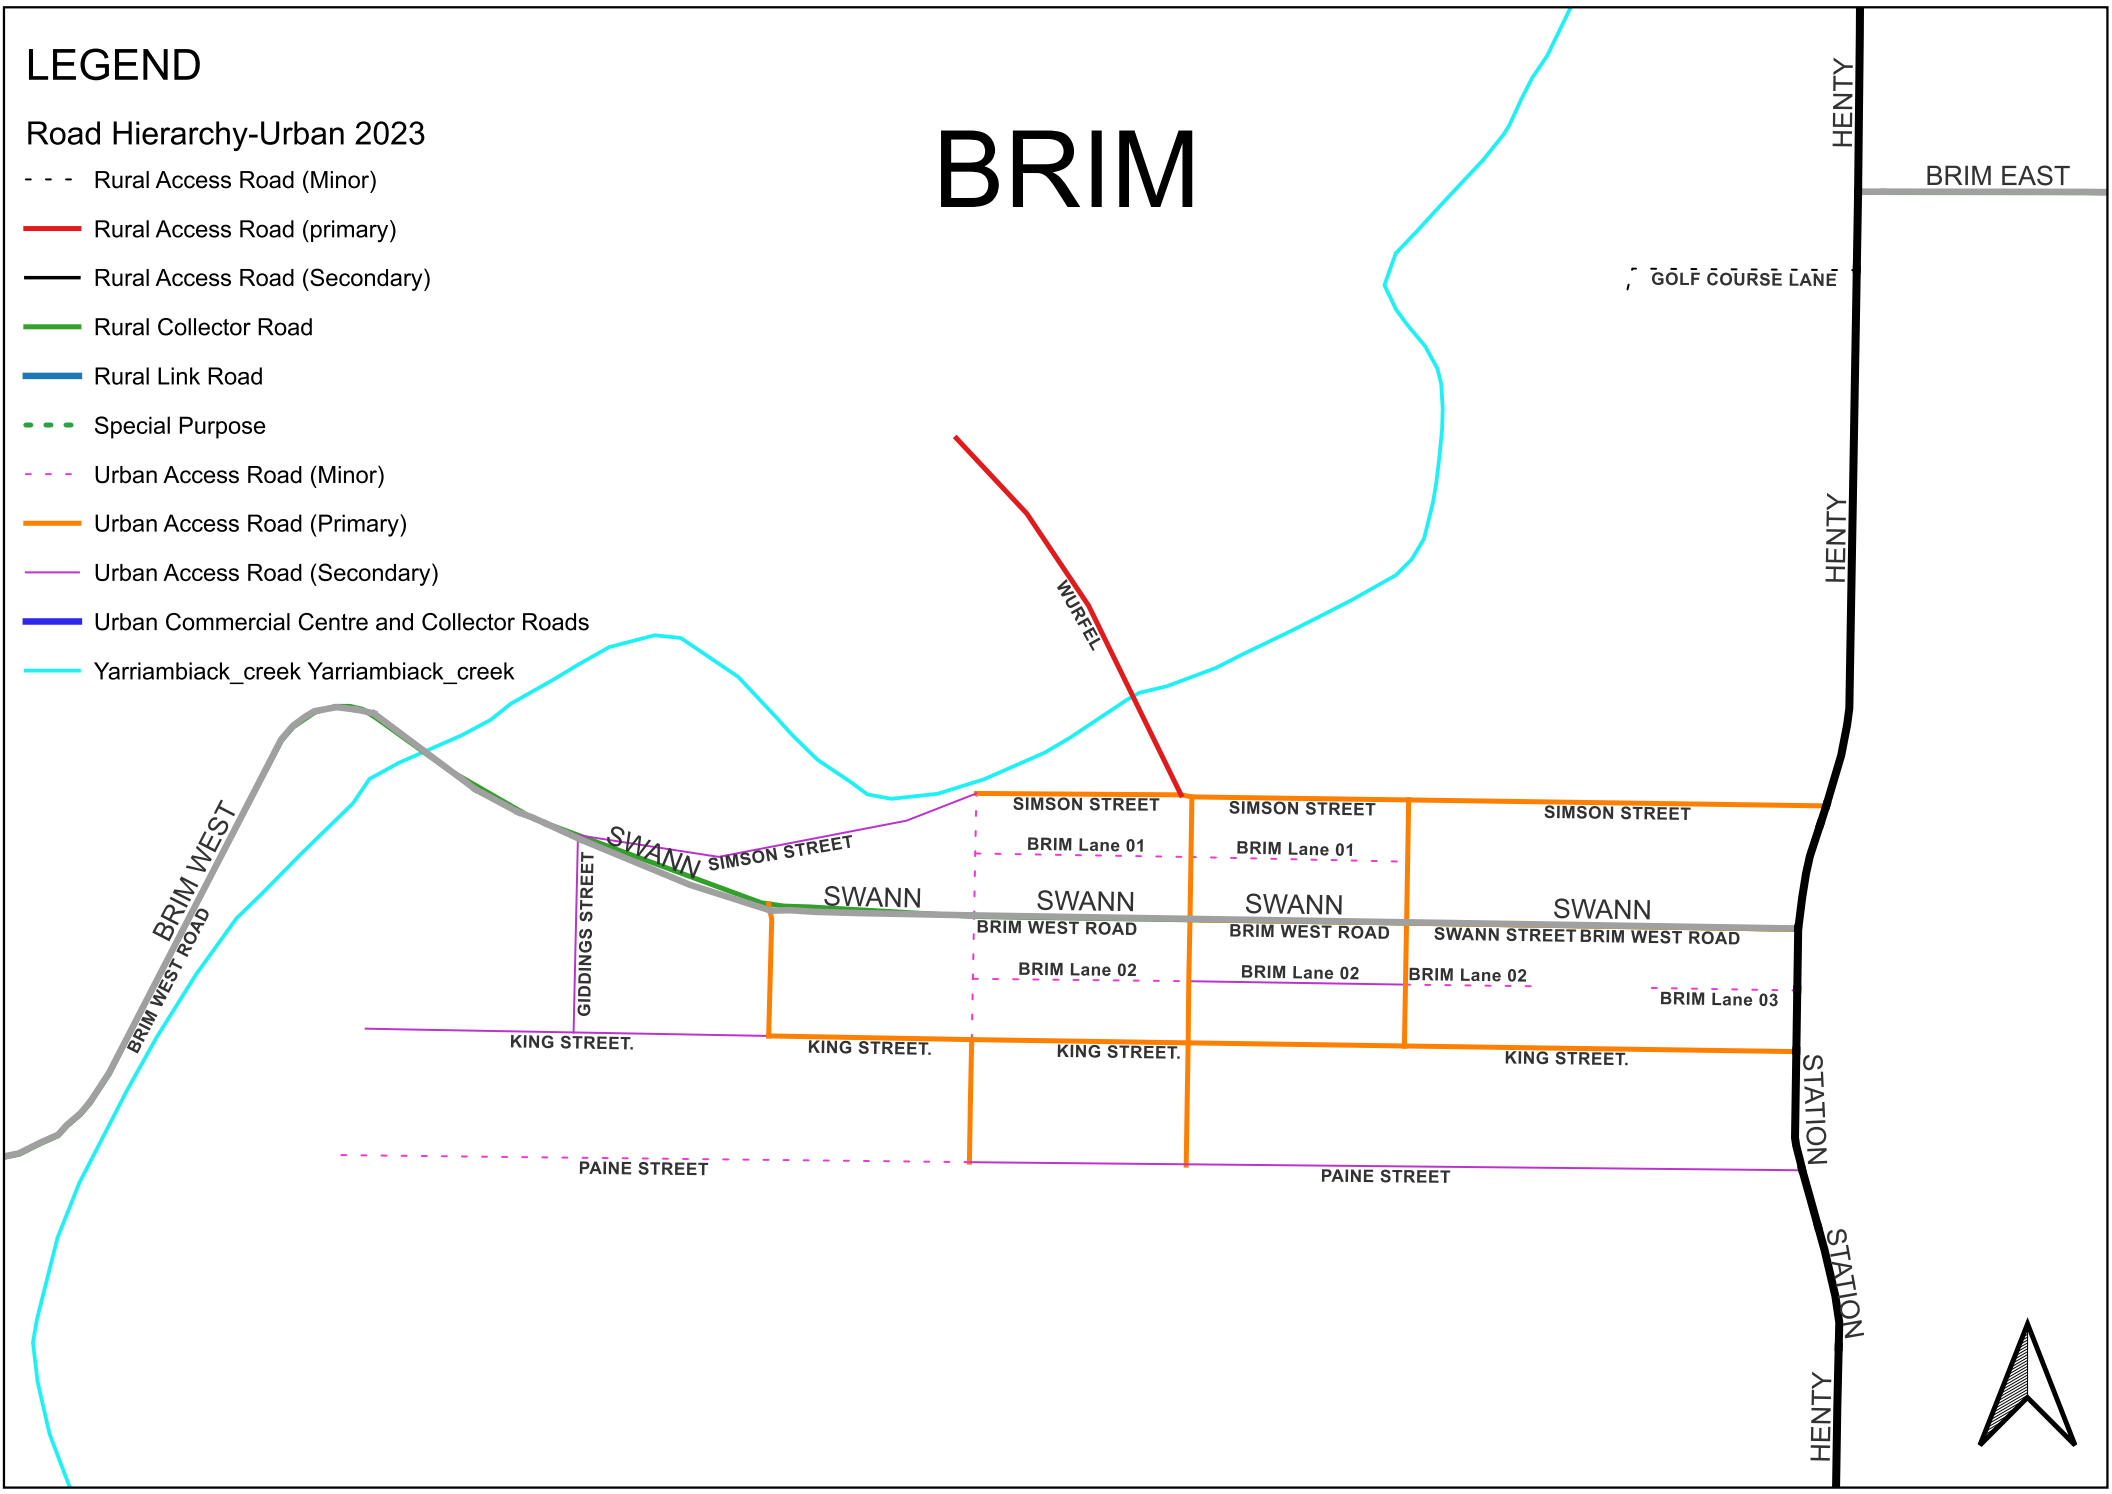 LEGEND
Road Hierarchy-Urban 2023
Rural Access Road (Minor)
Rural Access Road (primary)
Rural Access Road (Secondary)
Rural Collector Road
Rural Link Road
Special Purpose
Urban Access Road (Minor)
Urban Access Road (Primary)
Urban Access Road (Secondary)
Urban Commercial Centre and Collector Roads
Yarriambiack_creek Yarriambiack_creek
BRIM
HENTY
BRIM EAST
GOLF COURSE LANE
HENTY
WURFEL
SIMSON STREET
SIMSON STREET
SIMSON STREET
BRIM WEST
BRIM WEST ROAD
SWANN
SIMSON STREET
GIDDINGS STREET
BRIM Lane 01
BRIM Lane 01
SWANN
SWANN
SWANN
SWANN
BRIM WEST ROAD
BRIM WEST ROAD
SWANN STREET BRIM WEST ROAD
BRIM Lane 02
BRIM Lane 02
BRIM Lane 02
BRIM Lane 03
KING STREET.
KING STREET.
KING STREET.
KING STREET.
STATION
PAINE STREET
PAINE STREET
STATION
HENTY